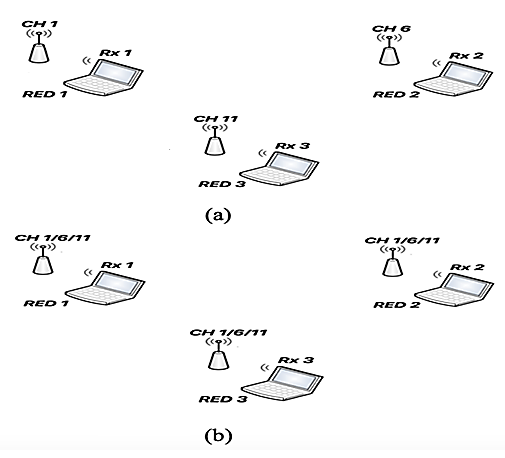 CH 1
CH 6
Rx 1
Rx 2
RED 1
RED 2
CH 11
Rx 3
RED 3
(a)
CH 1/6/11
CH 1/6/11
Rx 1
Rx 2
RED 1
RED 2
CH 1/6/11
Rx 3
RED 3
(b)